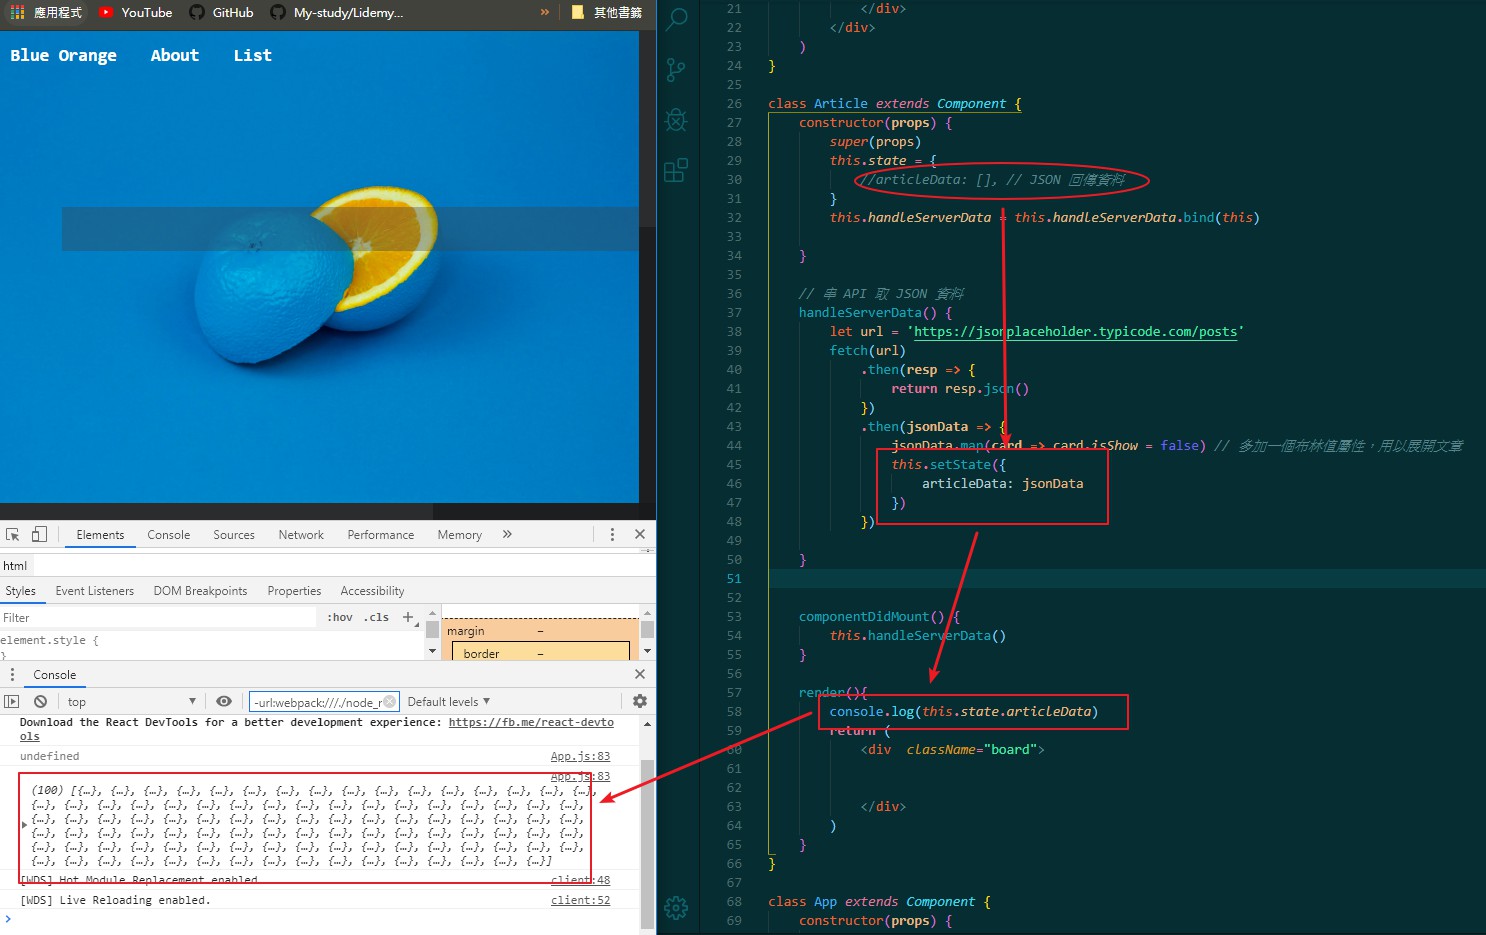 應用程式 YouTube GitHub My-study/Lidemy... » 其他書籤
Blue Orange About List
Elements Console Sources Network Performance Memory »
html
Styles Event Listeners DOM Breakpoints Properties Accessibility
Filter :hov .cls +
element.style {
}
margin –
border –
Console
top -url:webpack:///./node_r Default levels ▼
Download the React DevTools for a better development experience: https://fb.me/react-devtools
undefined App.js:83
App.js:83
(100) [{…}, {…}, {…}, {…}, {…}, {…}, {…}, {…}, {…}, {…}, {…}, {…}, {…}, {…}, {…}, {…},
{…}, {…}, {…}, {…}, {…}, {…}, {…}, {…}, {…}, {…}, {…}, {…}, {…}, {…}, {…}, {…}, {…},
{…}, {…}, {…}, {…}, {…}, {…}, {…}, {…}, {…}, {…}, {…}, {…}, {…}, {…}, {…}, {…}, {…},
{…}, {…}, {…}, {…}, {…}, {…}, {…}, {…}, {…}, {…}, {…}, {…}, {…}, {…}, {…}, {…}, {…},
{…}, {…}, {…}, {…}, {…}, {…}, {…}, {…}, {…}, {…}, {…}, {…}, {…}, {…}, {…}, {…}, {…},
{…}, {…}, {…}, {…}, {…}, {…}, {…}, {…}, {…}, {…}, {…}, {…}, {…}, {…}, {…}, {…}]
[WDS] Hot Module Replacement enabled. client:48
[WDS] Live Reloading enabled. client:52
>
21 </div>
22 </div>
23 )
24 }
25
26 class Article extends Component {
27 constructor(props) {
28 super(props)
29 this.state = {
30 //articleData: [], // JSON 回傳資料
31 }
32 this.handleServerData = this.handleServerData.bind(this)
33
34 }
35
36 // 串 API 取 JSON 資料
37 handleServerData() {
38 let url = 'https://jsonplaceholder.typicode.com/posts'
39 fetch(url)
40 .then(resp => {
41 return resp.json()
42 })
43 .then(jsonData => {
44 jsonData.map(card => card.isShow = false) // 多加一個布林值屬性，用以展開文章
45 this.setState({
46 articleData: jsonData
47 })
48 })
49
50 }
51
52
53 componentDidMount() {
54 this.handleServerData()
55 }
56
57 render(){
58 console.log(this.state.articleData)
59 return (
60 <div className="board">
61
62
63 </div>
64 )
65 }
66 }
67
68 class App extends Component {
69 constructor(props) {